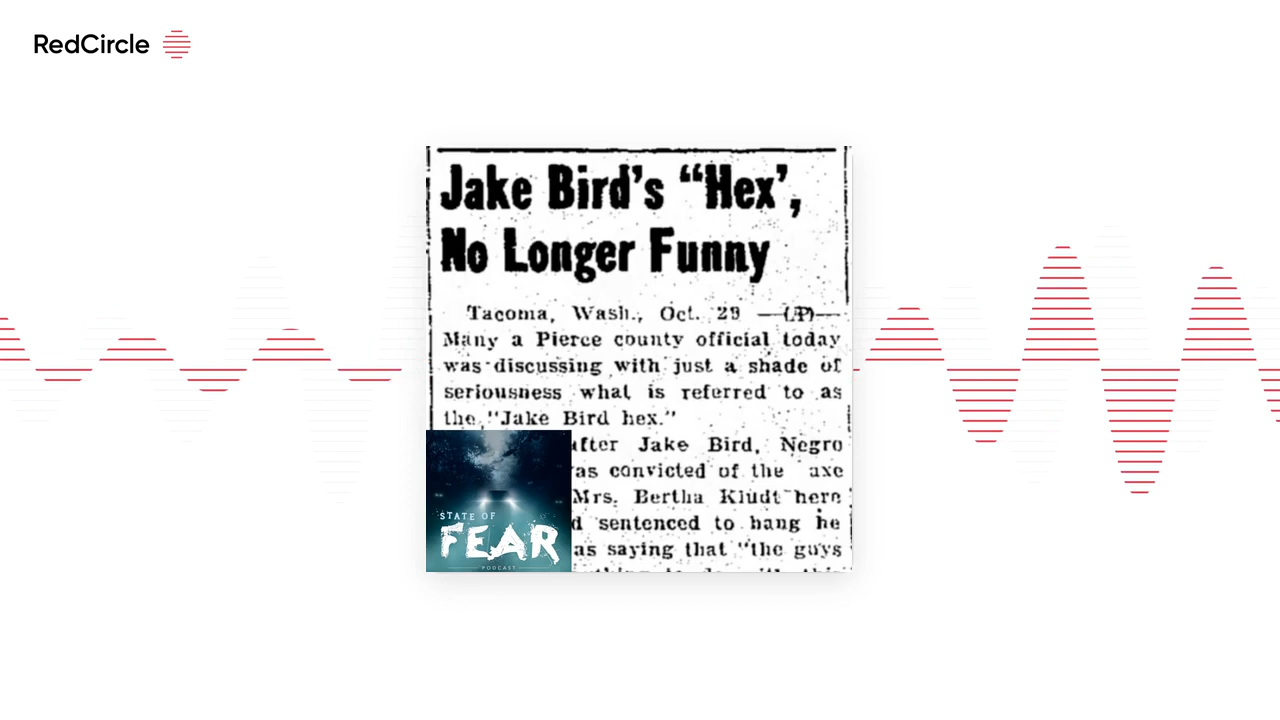 RedCircle
Jake Bird's "Hex',
No Longer Funny
Tacoma, Wash., Oct. 29 —(AP)—
Many a Pierce county official today
was discussing with just a shade of
seriousness what is referred to as
the "Jake Bird hex."
after Jake Bird, Negro
was convicted of the axe
Mrs. Bertha Kludt here
sentenced to hang he
as saying that "the guys
STATE OF
FEAR
PODCAST